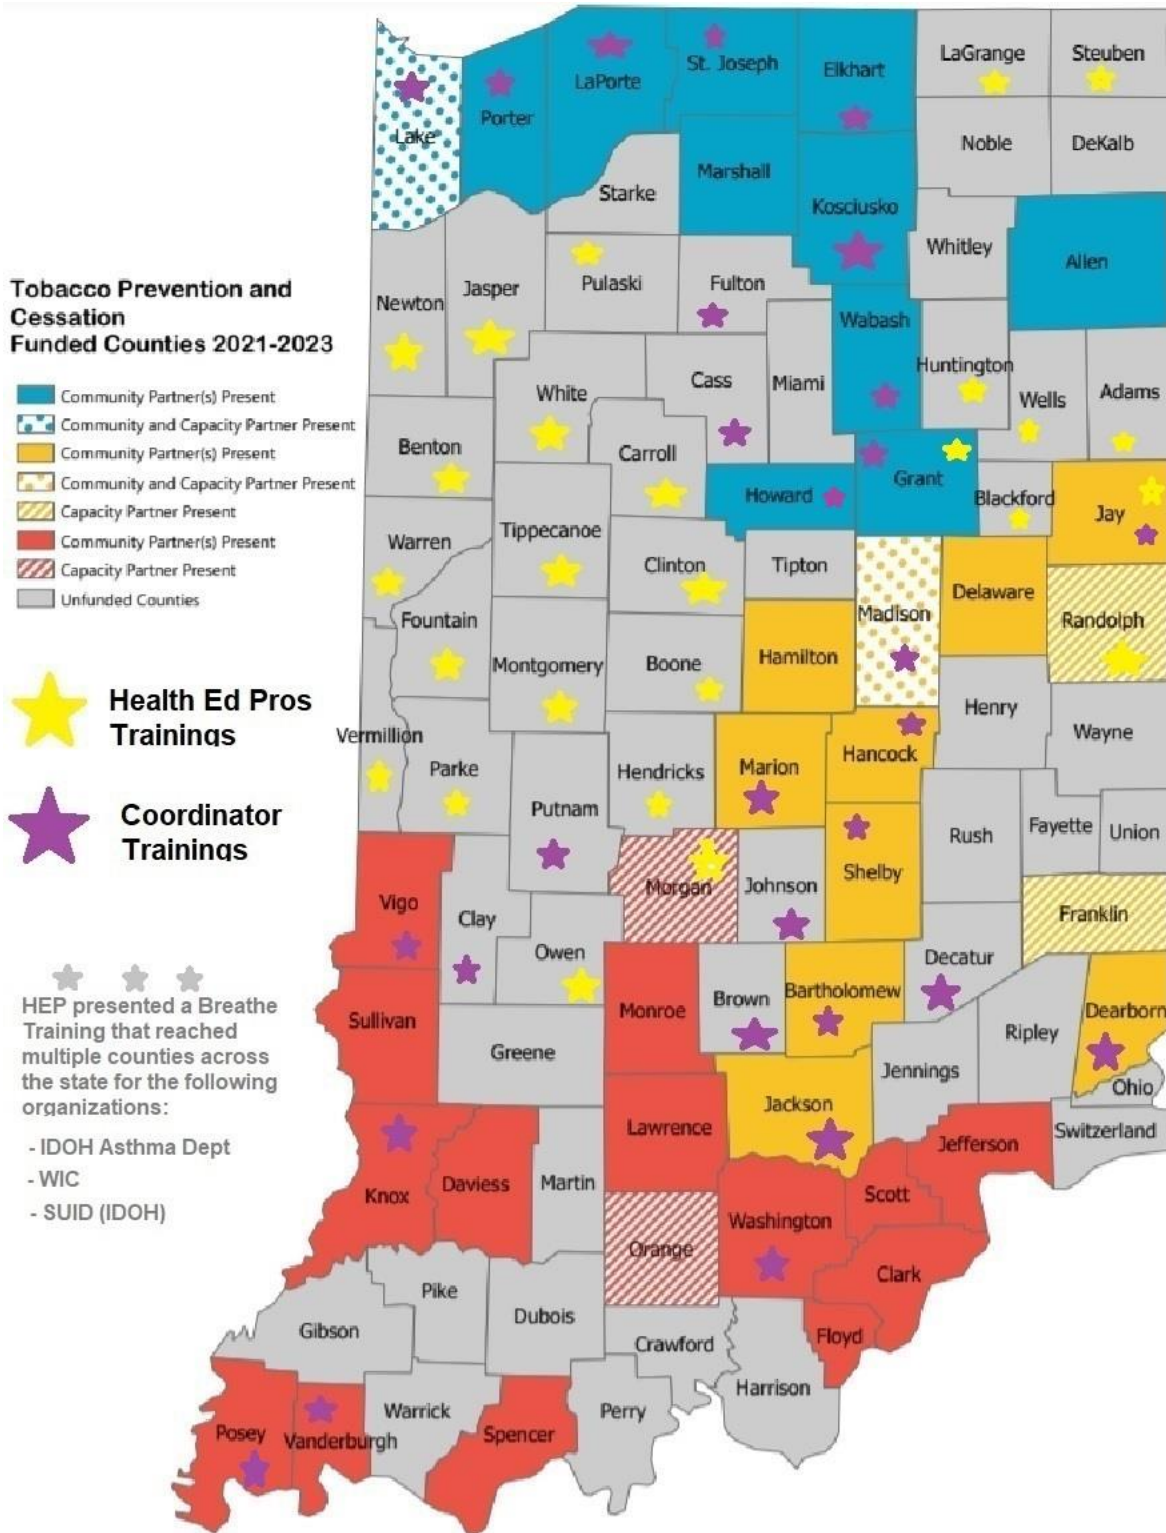 LaGrange
Steuben
St. Joseph
Elkhart
LaPorte
Porter
Lake
Noble
DeKalb
Marshall
Starke
Kosciusko
Whitley
Allen
Tobacco Prevention and
Cessation
Funded Counties 2021-2023
Community Partner(s) Present
Community and Capacity Partner Present
Community Partner(s) Present
Community and Capacity Partner Present
Capacity Partner Present
Community Partner(s) Present
Capacity Partner Present
Unfunded Counties
Health Ed Pros
Trainings
Coordinator
Trainings
HEP presented a Breathe
Training that reached
multiple counties across
the state for the following
organizations:
- IDOH Asthma Dept
- WIC
- SUID (IDOH)
Newton
Jasper
Pulaski
Fulton
Wabash
Huntington
White
Cass
Miami
Wells
Adams
Benton
Carroll
Howard
Grant
Blackford
Jay
Warren
Tippecanoe
Clinton
Tipton
Madison
Delaware
Randolph
Fountain
Montgomery
Boone
Hamilton
Henry
Wayne
Vermillion
Parke
Putnam
Hendricks
Marion
Hancock
Rush
Fayette
Union
Vigo
Clay
Owen
Morgan
Johnson
Shelby
Franklin
Decatur
Sullivan
Greene
Monroe
Brown
Bartholomew
Jennings
Ripley
Dearborn
Ohio
Switzerland
Knox
Daviess
Martin
Lawrence
Jackson
Jefferson
Scott
Orange
Washington
Clark
Floyd
Gibson
Pike
Dubois
Crawford
Harrison
Posey
Vanderburgh
Warrick
Spencer
Perry